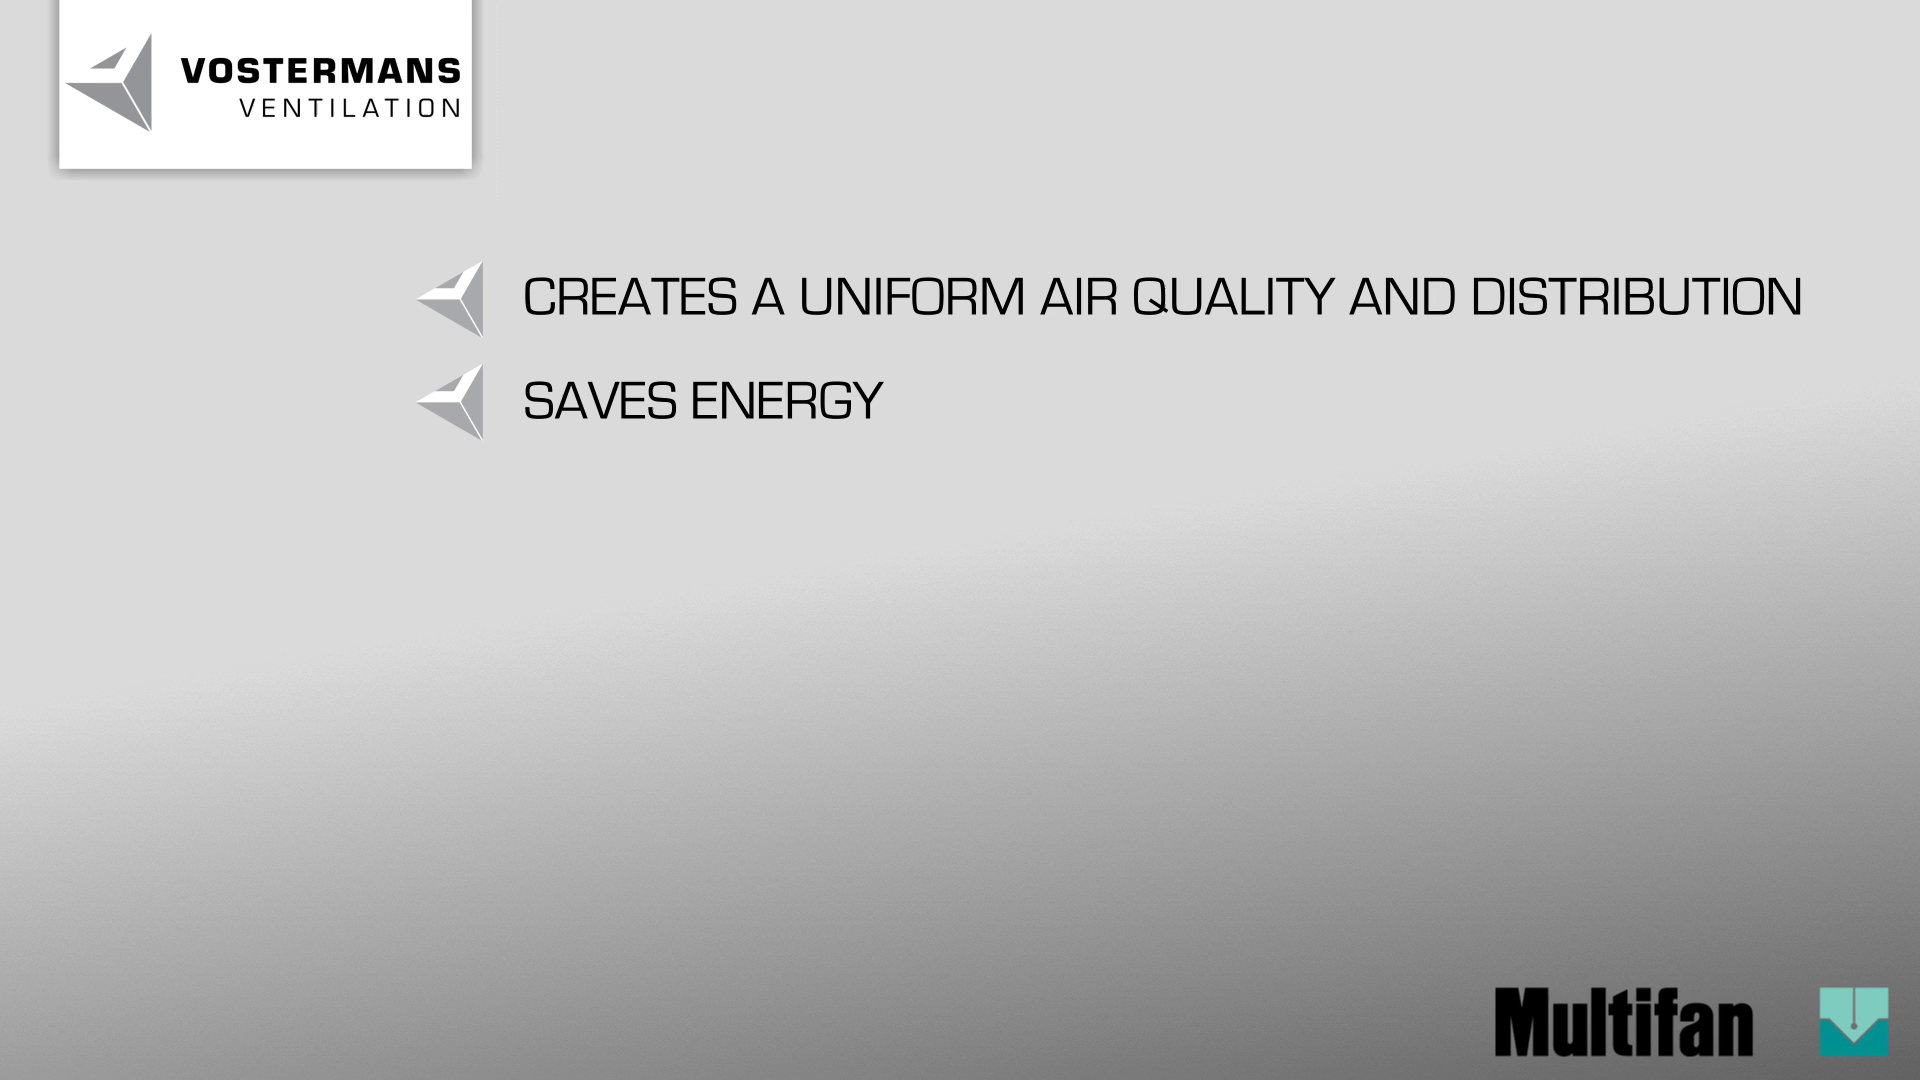 VOSTERMANS
VENTILATION
CREATES A UNIFORM AIR QUALITY AND DISTRIBUTION
SAVES ENERGY
Multifan